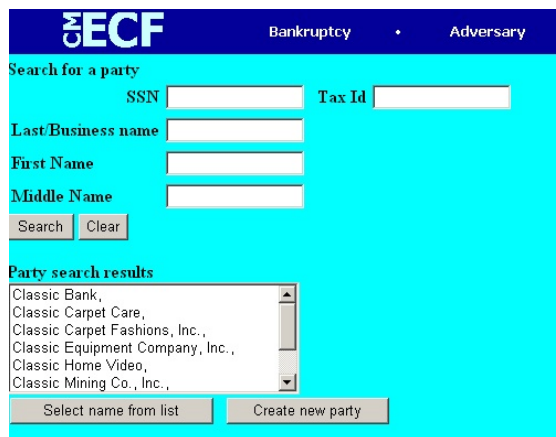 CM ECF Bankruptcy • Adversary
Search for a party
SSN Tax Id
Last/Business name
First Name
Middle Name
Search Clear
Party search results
Classic Bank,
Classic Carpet Care,
Classic Carpet Fashions, Inc.,
Classic Equipment Company, Inc.,
Classic Home Video,
Classic Mining Co., Inc.,
Select name from list Create new party